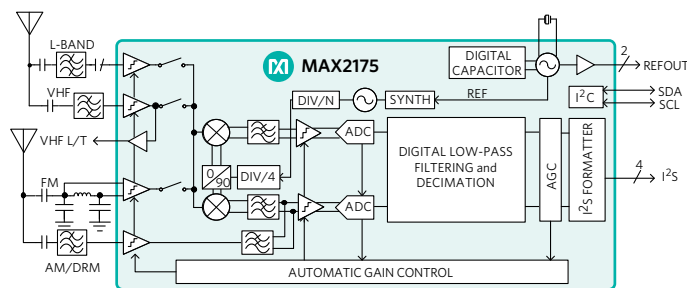 L-BAND
MAX2175
DIGITAL
CAPACITOR
2
REFOUT
VHF
DIV/N
SYNTH
REF
I²C
SDA
SCL
VHF L/T
ADC
DIGITAL LOW-PASS
FILTERING and
DECIMATION
AGC
I²S FORMATTER
4
I²S
0
90
DIV/4
FM
ADC
AM/DRM
AUTOMATIC GAIN CONTROL